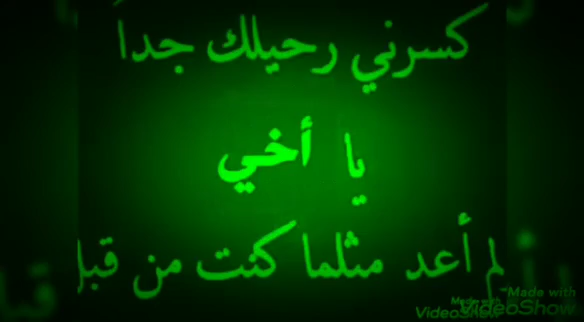 كسرني رحيلك جداً
يا أخي
لم أعد مثلما كنت من قبل
Made with
VideoShow